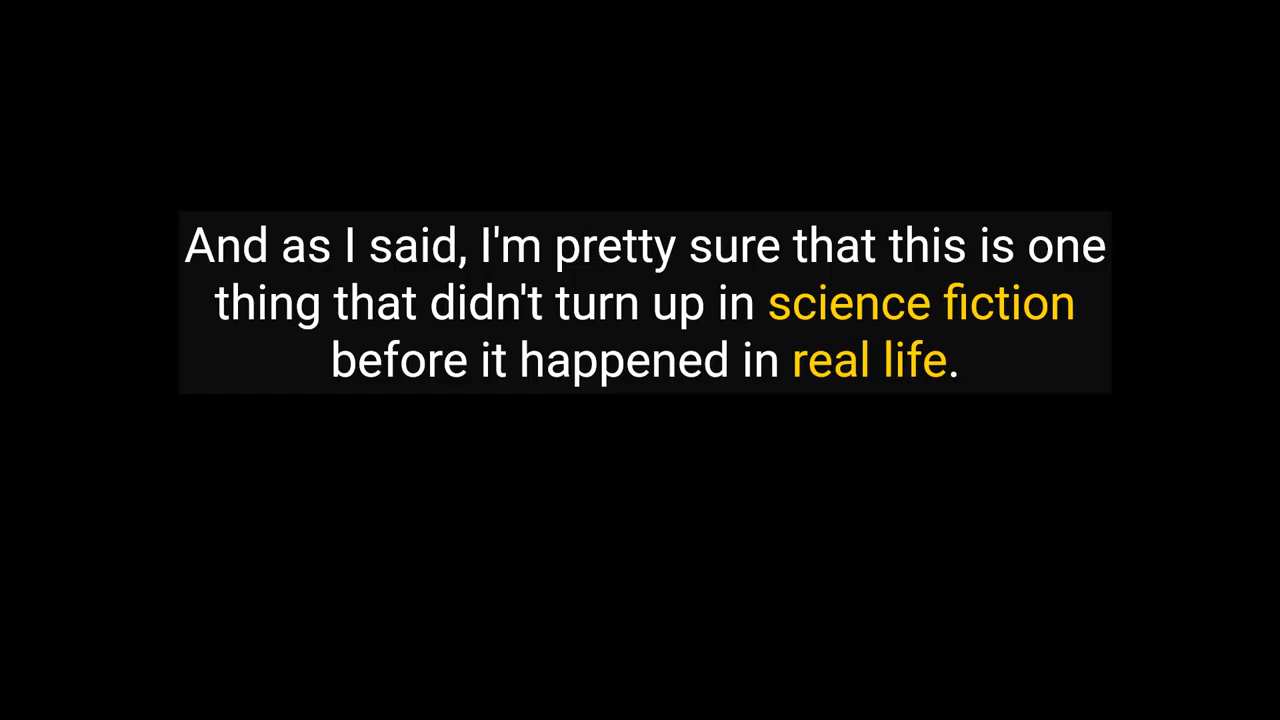 And as I said, I'm pretty sure that this is one
thing that didn't turn up in science fiction
before it happened in real life.